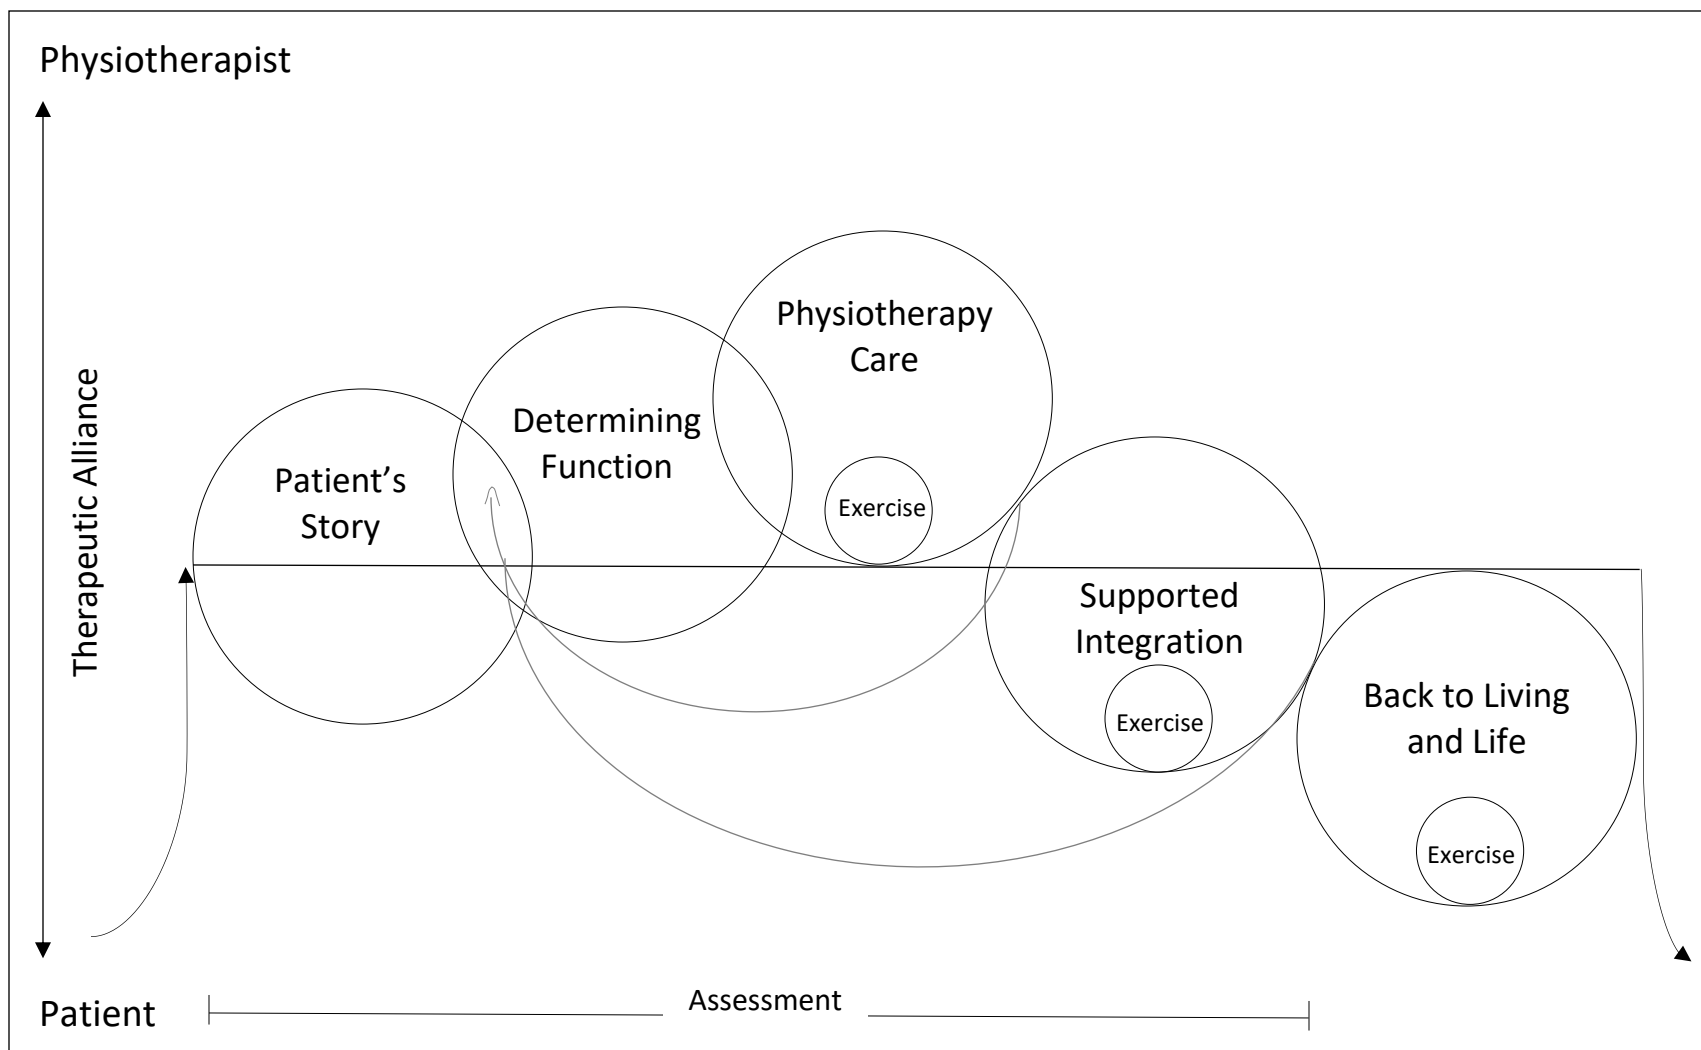 Physiotherapist
Therapeutic Alliance
Patient’s
Story
Determining
Function
Physiotherapy
Care
Exercise
Supported
Integration
Exercise
Back to Living
and Life
Exercise
Patient
Assessment